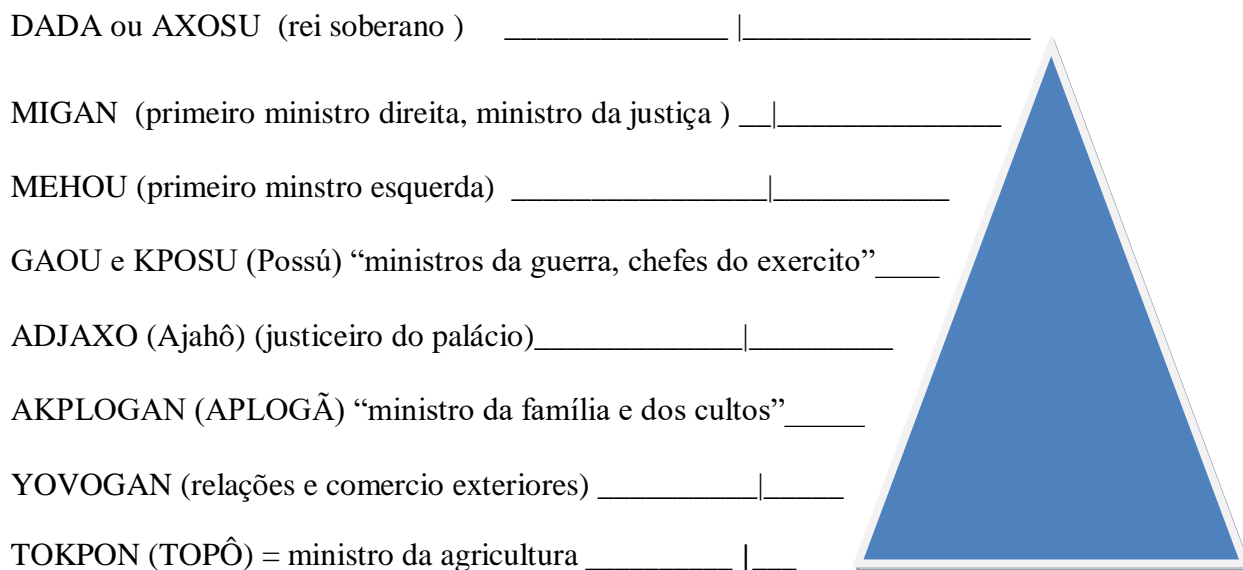 DADA ou AXOSU (rei soberano ) ______________ |__________________
MIGAN (primeiro ministro direita, ministro da justiça ) __|______________
MEHOU (primeiro minstro esquerda) ________________|___________
GAOU e KPOSU (Possú) “ministros da guerra, chefes do exercito”____
ADJAXO (Ajahô) (justiceiro do palácio)_____________|_________
AKPLOGAN (APLOGÃ) “ministro da família e dos cultos”_____
YOVOGAN (relações e comercio exteriores) __________|_____
TOKPON (TOPÔ) = ministro da agricultura __________ |___